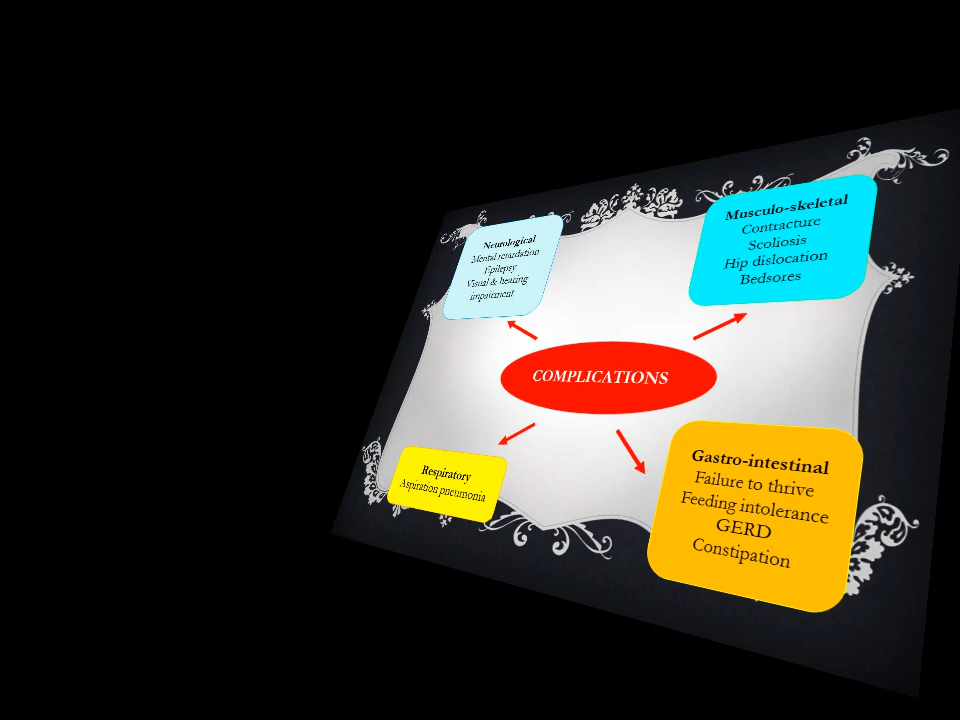 Neurological
Mental retardation
Epilepsy
Visual & hearing
impairment
Musculo-skeletal
Contracture
Scoliosis
Hip dislocation
Bedsores
COMPLICATIONS
Respiratory
Aspiration pneumonia
Gastro-intestinal
Failure to thrive
Feeding intolerance
GERD
Constipation